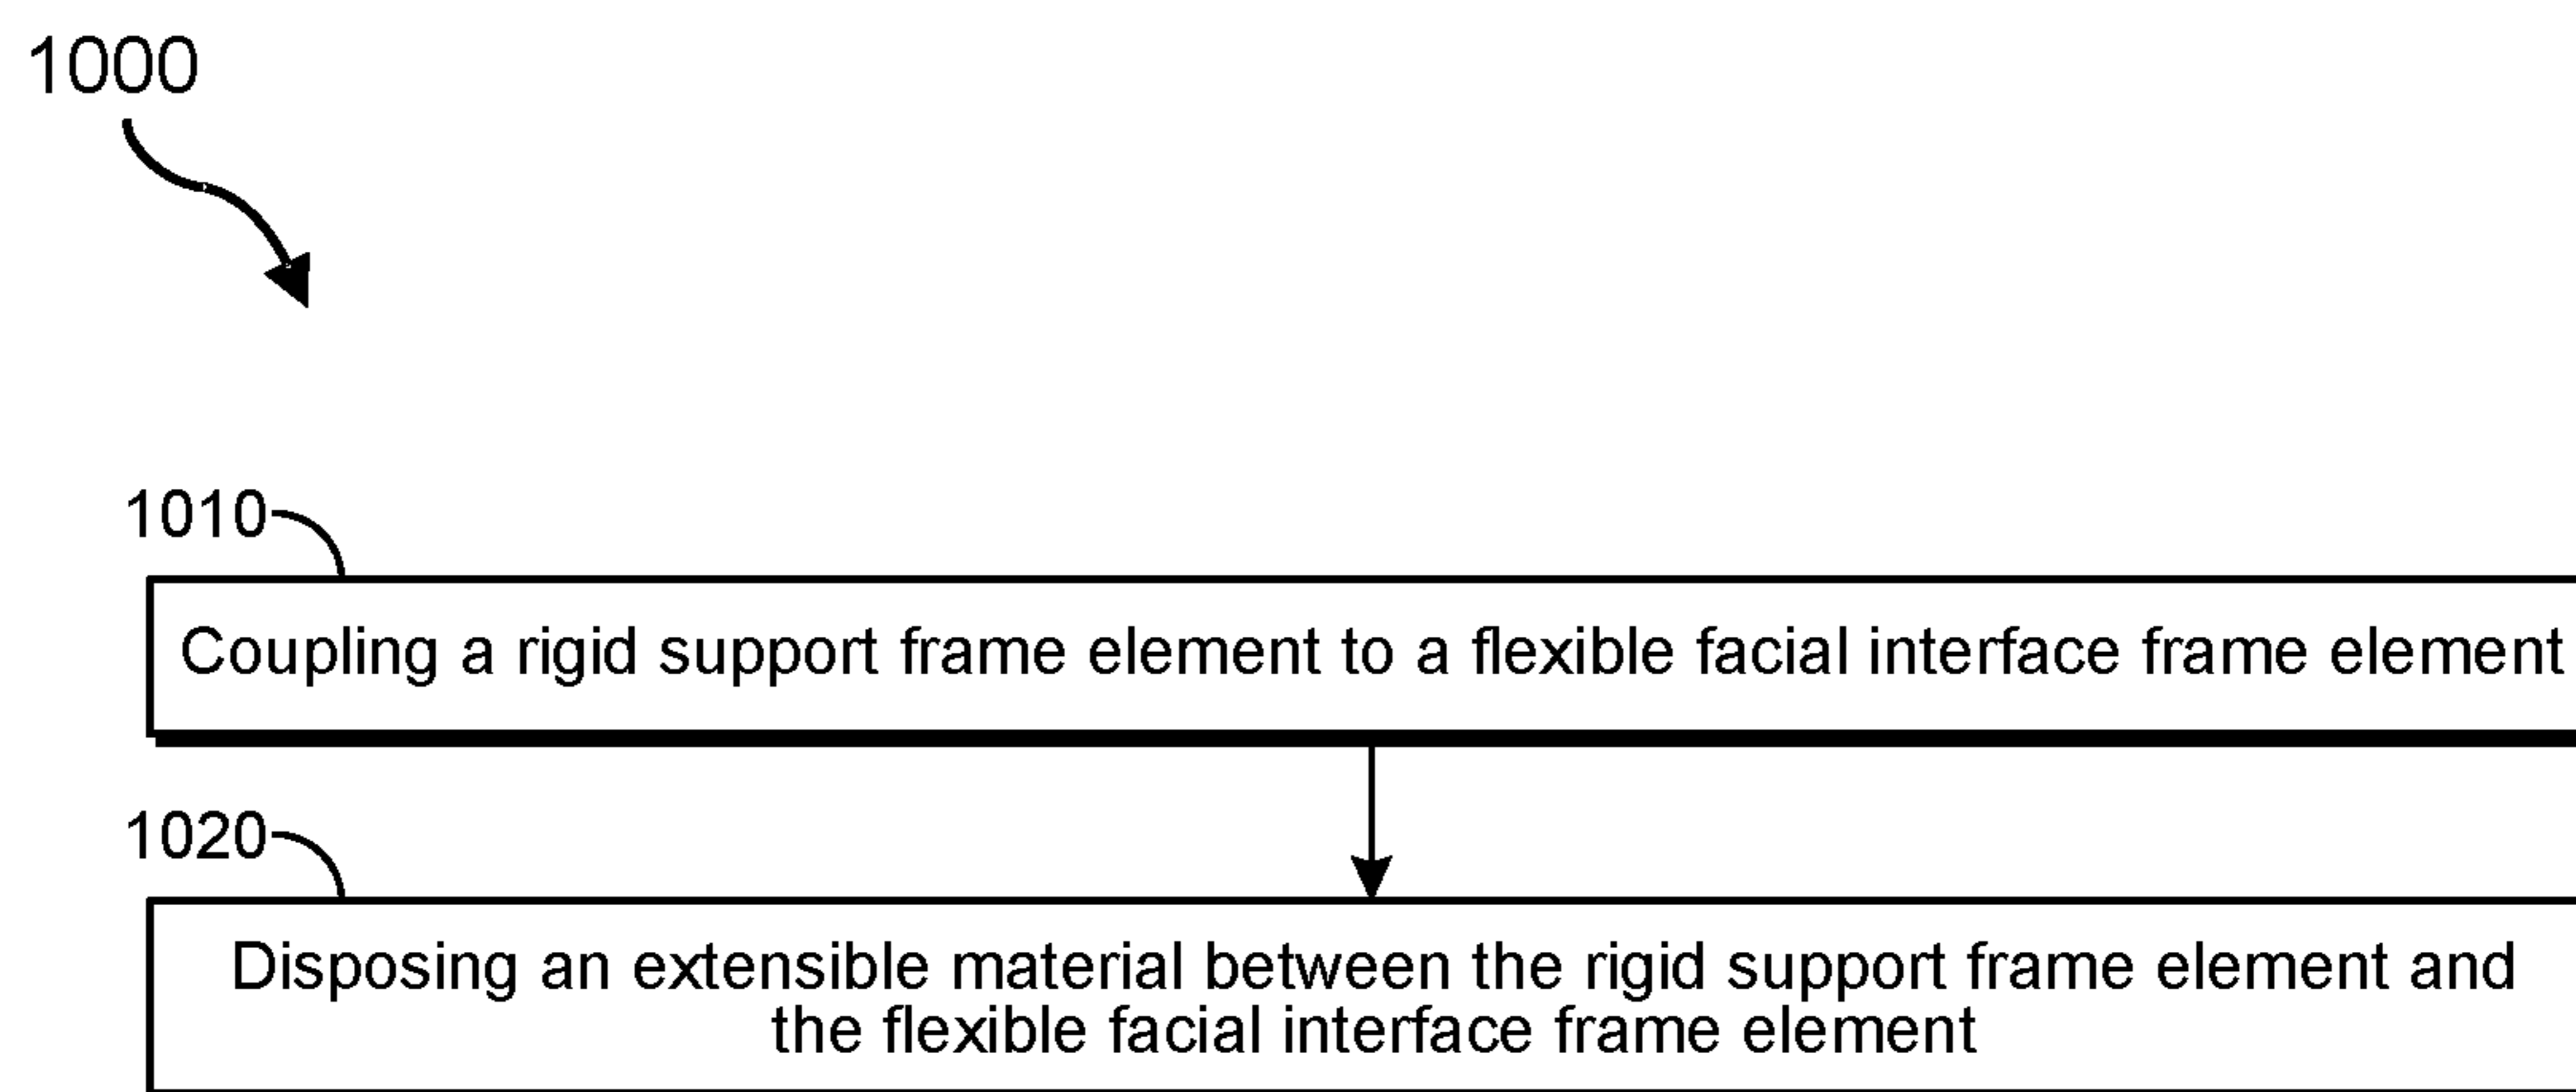 1000
1010
Coupling a rigid support frame element to a flexible facial interface frame element
1020
Disposing an extensible material between the rigid support frame element and
the flexible facial interface frame element